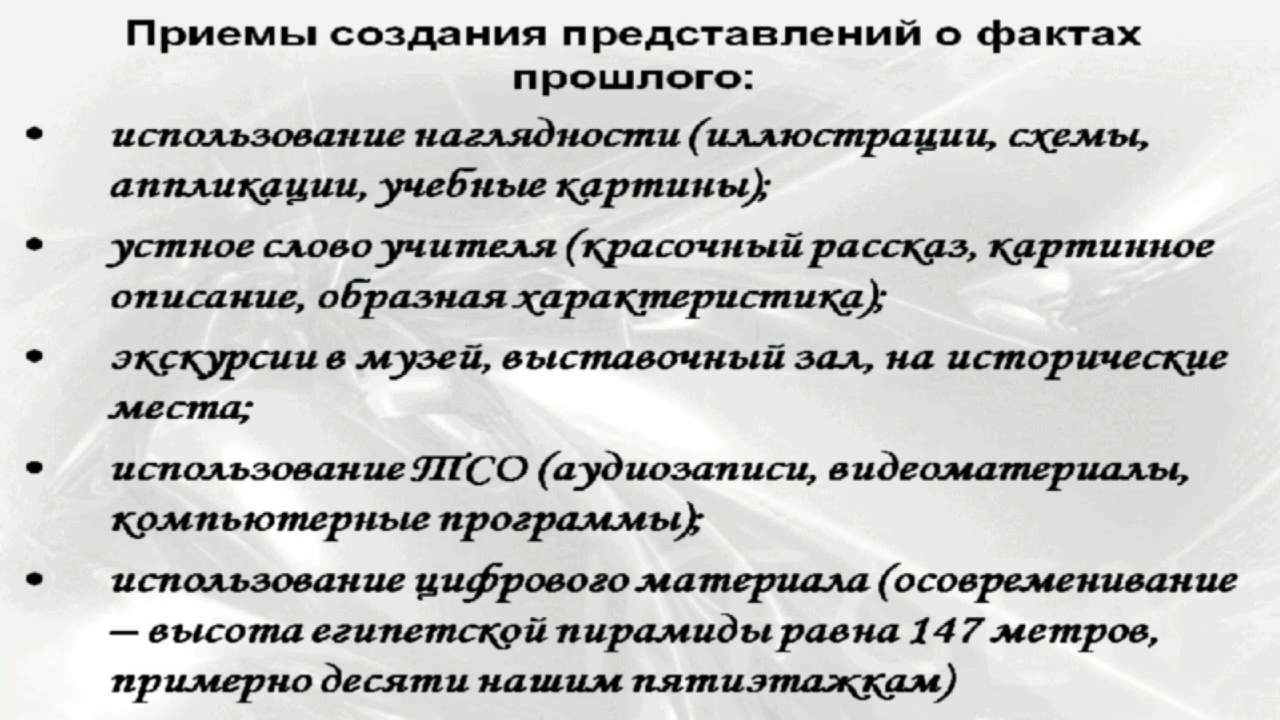 Приемы создания представлений о фактах
прошлого:
• использование наглядности (иллюстрации, схемы,
аппликации, учебные картины);
• устное слово учителя (красочный рассказ, картинное
описание, образная характеристика);
• экскурсии в музей, выставочный зал, на исторические
места;
• использование ТСО (аудиозаписи, видеоматериалы,
компьютерные программы);
• использование цифрового материала (осовременивание
– высота египетской пирамиды равна 147 метров,
примерно десяти нашим пятиэтажкам)